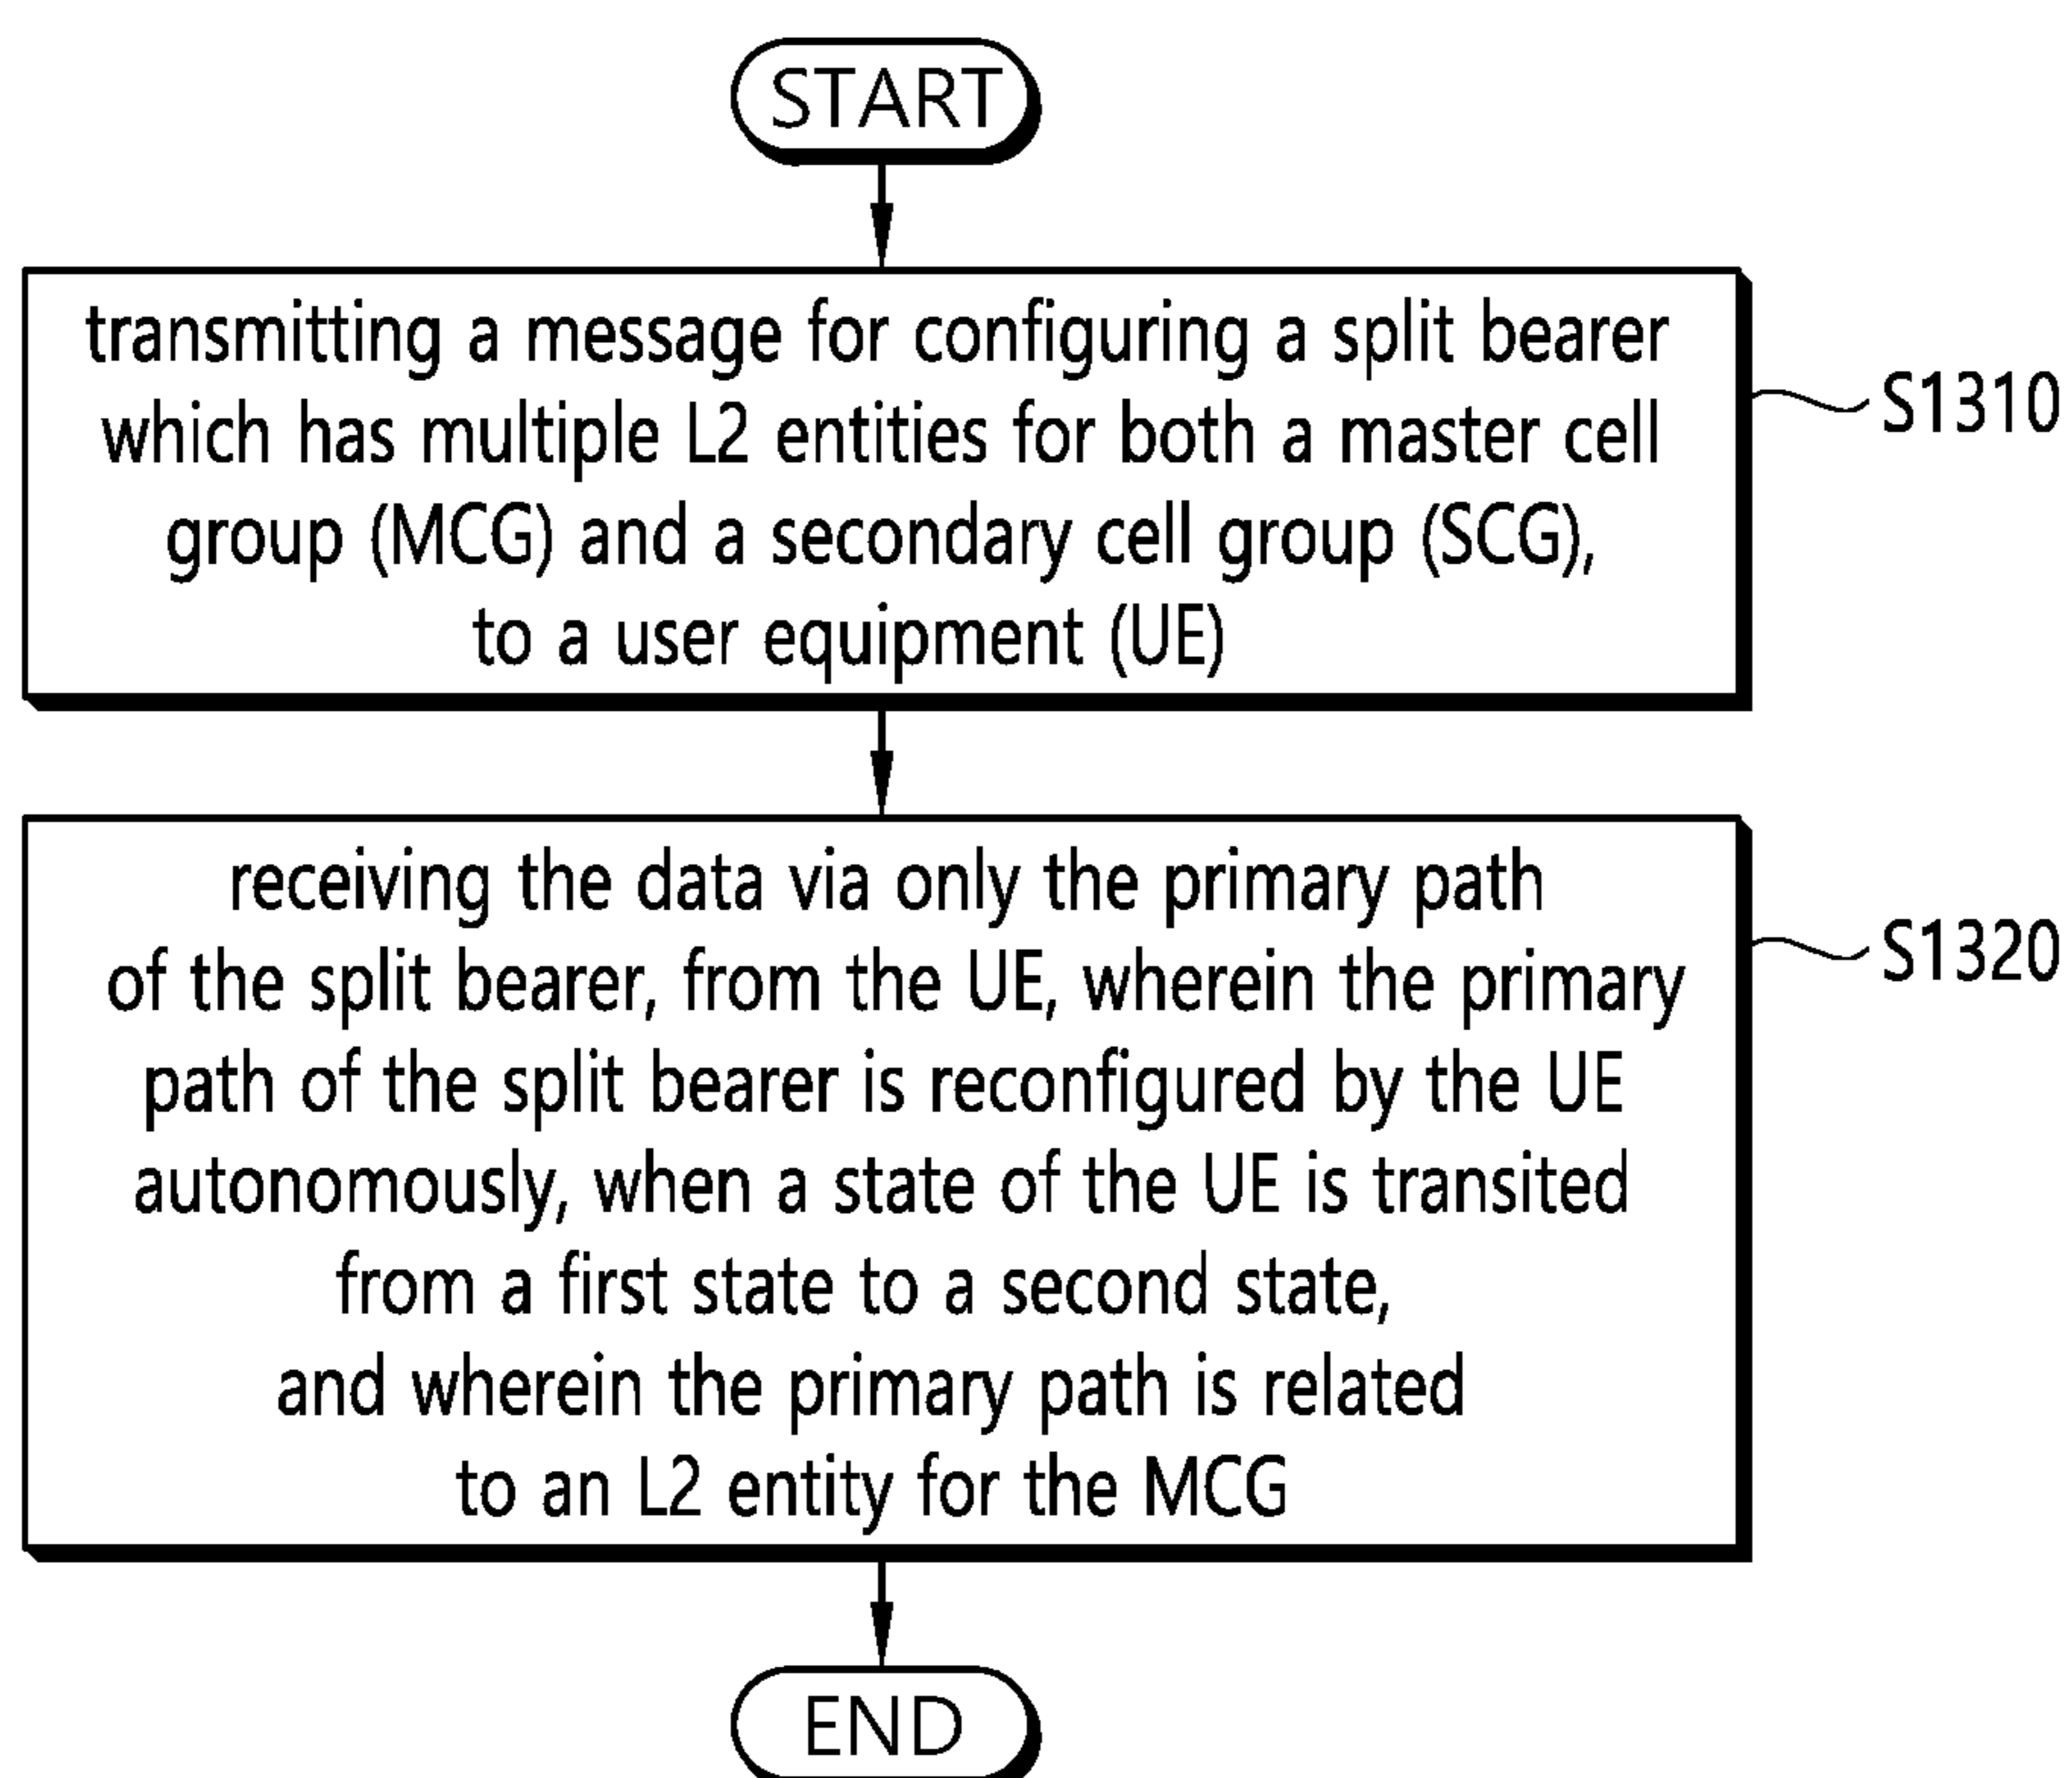 START
transmitting a message for configuring a split bearer
which has multiple L2 entities for both a master cell
group (MCG) and a secondary cell group (SCG),
to a user equipment (UE)
S1310
receiving the data via only the primary path
of the split bearer, from the UE, wherein the primary
path of the split bearer is reconfigured by the UE
autonomously, when a state of the UE is transited
from a first state to a second state,
and wherein the primary path is related
to an L2 entity for the MCG
S1320
END